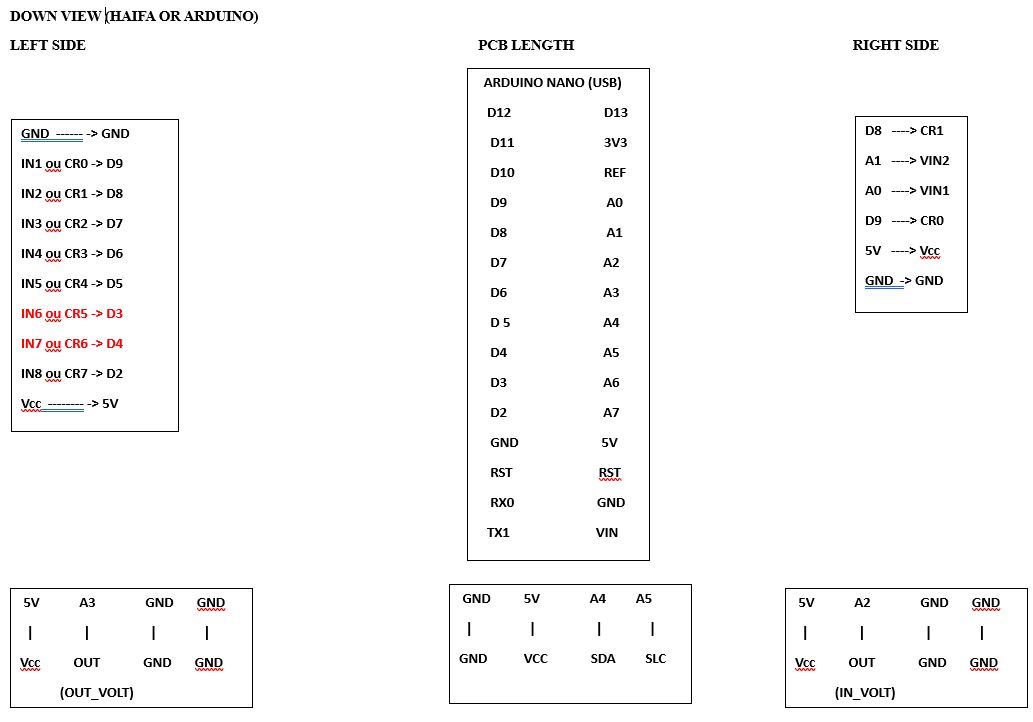 DOWN VIEW (HAIFA OR ARDUINO)
LEFT SIDE
PCB LENGTH
RIGHT SIDE
GND ------ -> GND
IN1 ou CR0 -> D9
IN2 ou CR1 -> D8
IN3 ou CR2 -> D7
IN4 ou CR3 -> D6
IN5 ou CR4 -> D5
IN6 ou CR5 -> D3
IN7 ou CR6 -> D4
IN8 ou CR7 -> D2
Vcc -------- -> 5V
ARDUINO NANO (USB)
D12 D13
D11 3V3
D10 REF
D9 A0
D8 A1
D7 A2
D6 A3
D 5 A4
D4 A5
D3 A6
D2 A7
GND 5V
RST RST
RX0 GND
TX1 VIN
D8 ----> CR1
A1 ----> VIN2
A0 ----> VIN1
D9 ----> CR0
5V ----> Vcc
GND -> GND
5V A3 GND GND
| | | |
Vcc OUT GND GND
(OUT_VOLT)
GND 5V A4 A5
| | | |
GND VCC SDA SLC
5V A2 GND GND
| | | |
Vcc OUT GND GND
(IN_VOLT)